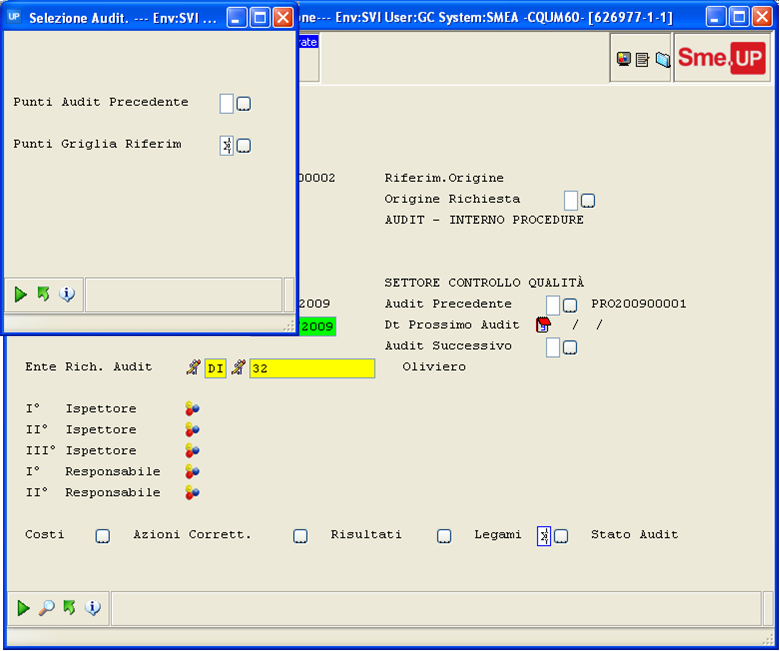 UP Selezione Audit. --- Env:SVI ...
one--- Env:SVI User:GC System:SMEA -CQUM60- [626977-1-1]
rate
Sme.UP
Punti Audit Precedente
Punti Griglia Riferim
00002
Riferim.Origine
Origine Richiesta
AUDIT - INTERNO PROCEDURE
SETTORE CONTROLLO QUALITÀ
2009
Audit Precedente PRO200900001
2009
Dt Prossimo Audit / /
Audit Successivo
Ente Rich. Audit DI 32 Oliviero
I° Ispettore
II° Ispettore
III° Ispettore
I° Responsabile
II° Responsabile
Costi Azioni Corrett. Risultati Legami Stato Audit